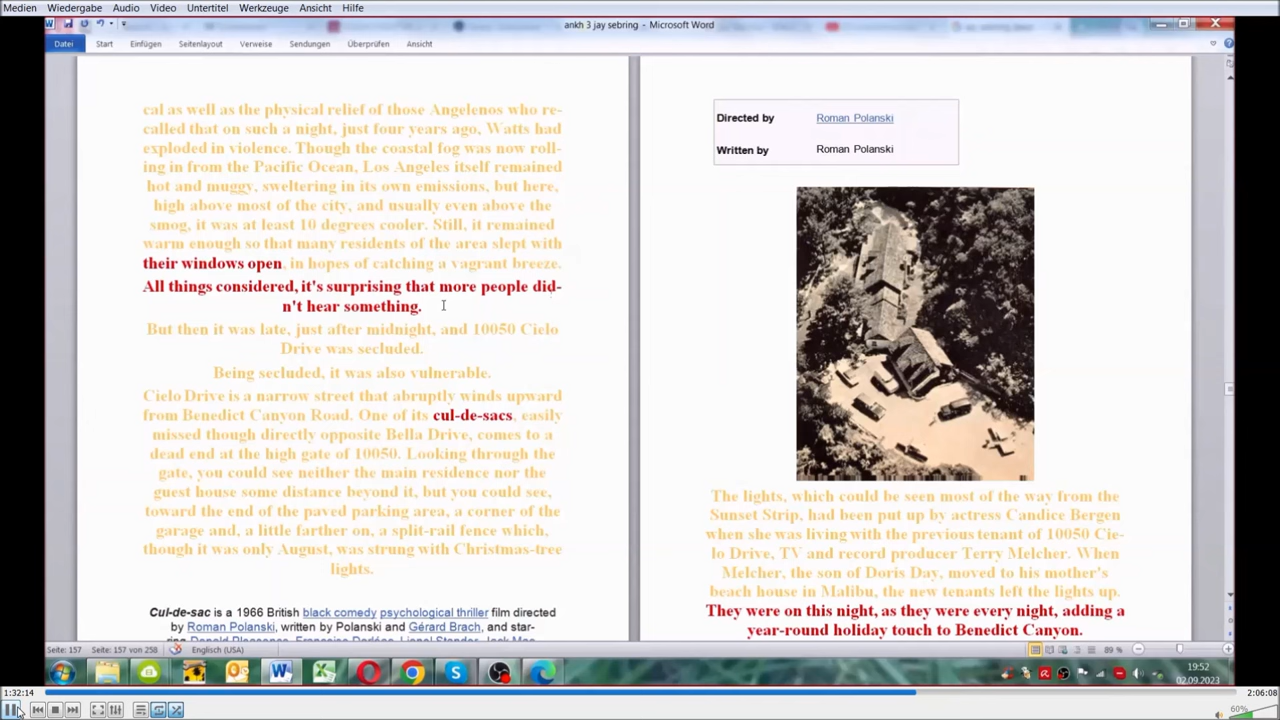 Medien Wiedergabe Audio Video Untertitel Werkzeuge Ansicht Hilfe
ankh 3 jay sebring - Microsoft Word
Datei Start Einfügen Seitenlayout Verweise Sendungen Überprüfen Ansicht
cal as well as the physical relief of those Angelenos who re-
called that on such a night, just four years ago, Watts had
exploded in violence. Though the coastal fog was now roll-
ing in from the Pacific Ocean, Los Angeles itself remained
hot and muggy, sweltering in its own emissions, but here,
high above most of the city, and usually even above the
smog, it was at least 10 degrees cooler. Still, it remained
warm enough so that many residents of the area slept with
their windows open, in hopes of catching a vagrant breeze.
All things considered, it's surprising that more people did-
n't hear something.
But then it was late, just after midnight, and 10050 Cielo
Drive was secluded.
Being secluded, it was also vulnerable.
Cielo Drive is a narrow street that abruptly winds upward
from Benedict Canyon Road. One of its cul-de-sacs, easily
missed though directly opposite Bella Drive, comes to a
dead end at the high gate of 10050. Looking through the
gate, you could see neither the main residence nor the
guest house some distance beyond it, but you could see,
toward the end of the paved parking area, a corner of the
garage and, a little farther on, a split-rail fence which,
though it was only August, was strung with Christmas-tree
lights.
Cul-de-sac is a 1966 British black comedy psychological thriller film directed
by Roman Polanski, written by Polanski and Gérard Brach, and star-
ring Donald Pleasence, Françoise Dorléac, Lionel Stander, Jack Mac-
Directed by Roman Polanski
Written by Roman Polanski
The lights, which could be seen most of the way from the
Sunset Strip, had been put up by actress Candice Bergen
when she was living with the previous tenant of 10050 Cie-
lo Drive, TV and record producer Terry Melcher. When
Melcher, the son of Doris Day, moved to his mother's
beach house in Malibu, the new tenants left the lights up.
They were on this night, as they were every night, adding a
year-round holiday touch to Benedict Canyon.
Seite: 157 Seite 157 von 258 Englisch (USA) 89 %
19:52
02.09.2023
1:32:14 2:06:08
60%